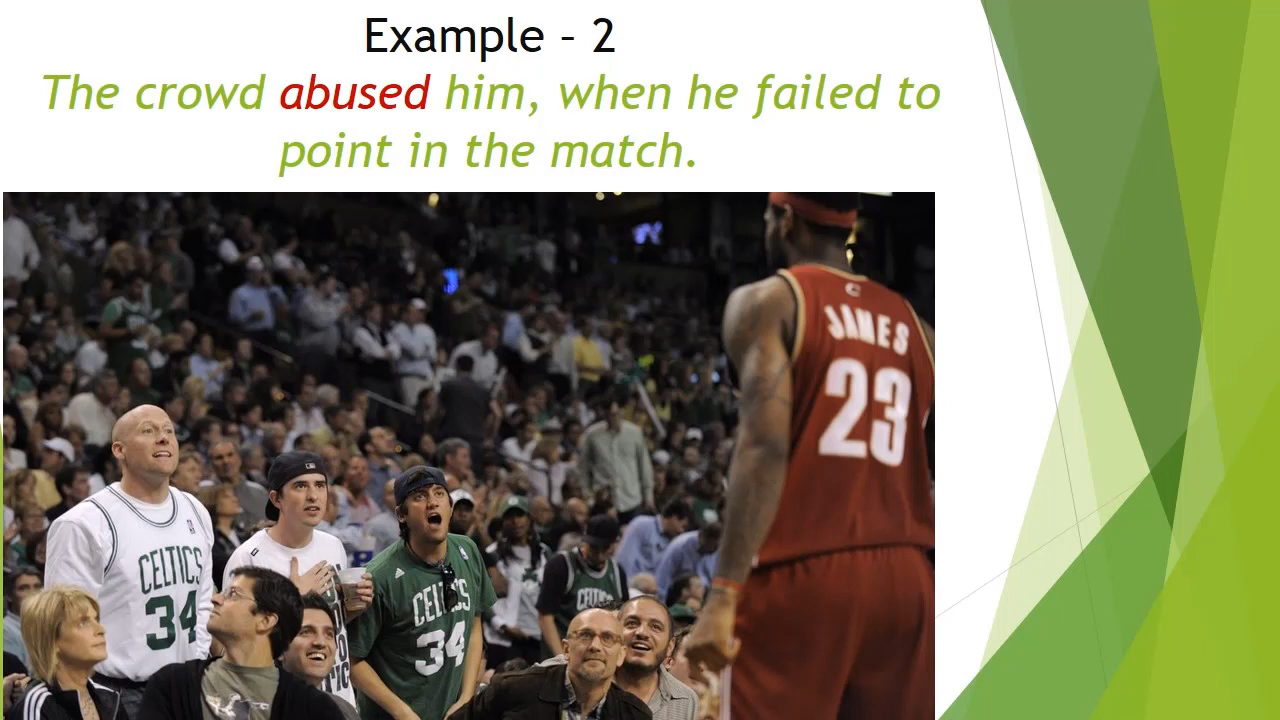 Example – 2
The crowd abused him, when he failed to
point in the match.
JAMES
23
CELTICS
34
CELTICS
34
CELTICS